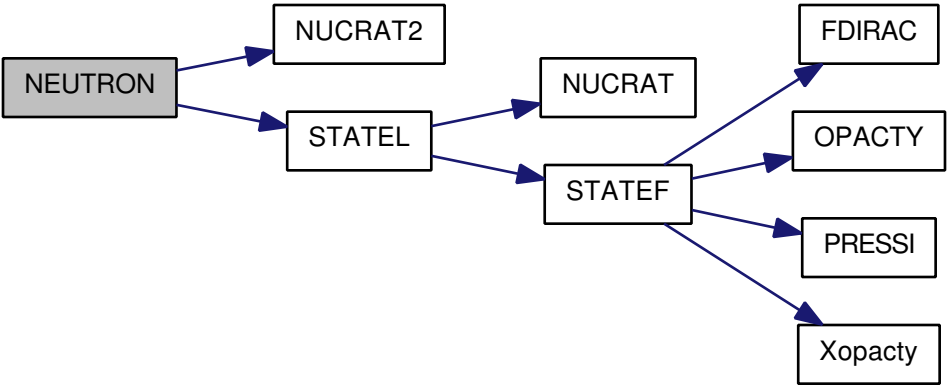 NEUTRON
NUCRAT2
STATEL
NUCRAT
STATEF
FDIRAC
OPACTY
PRESSI
Xopacty